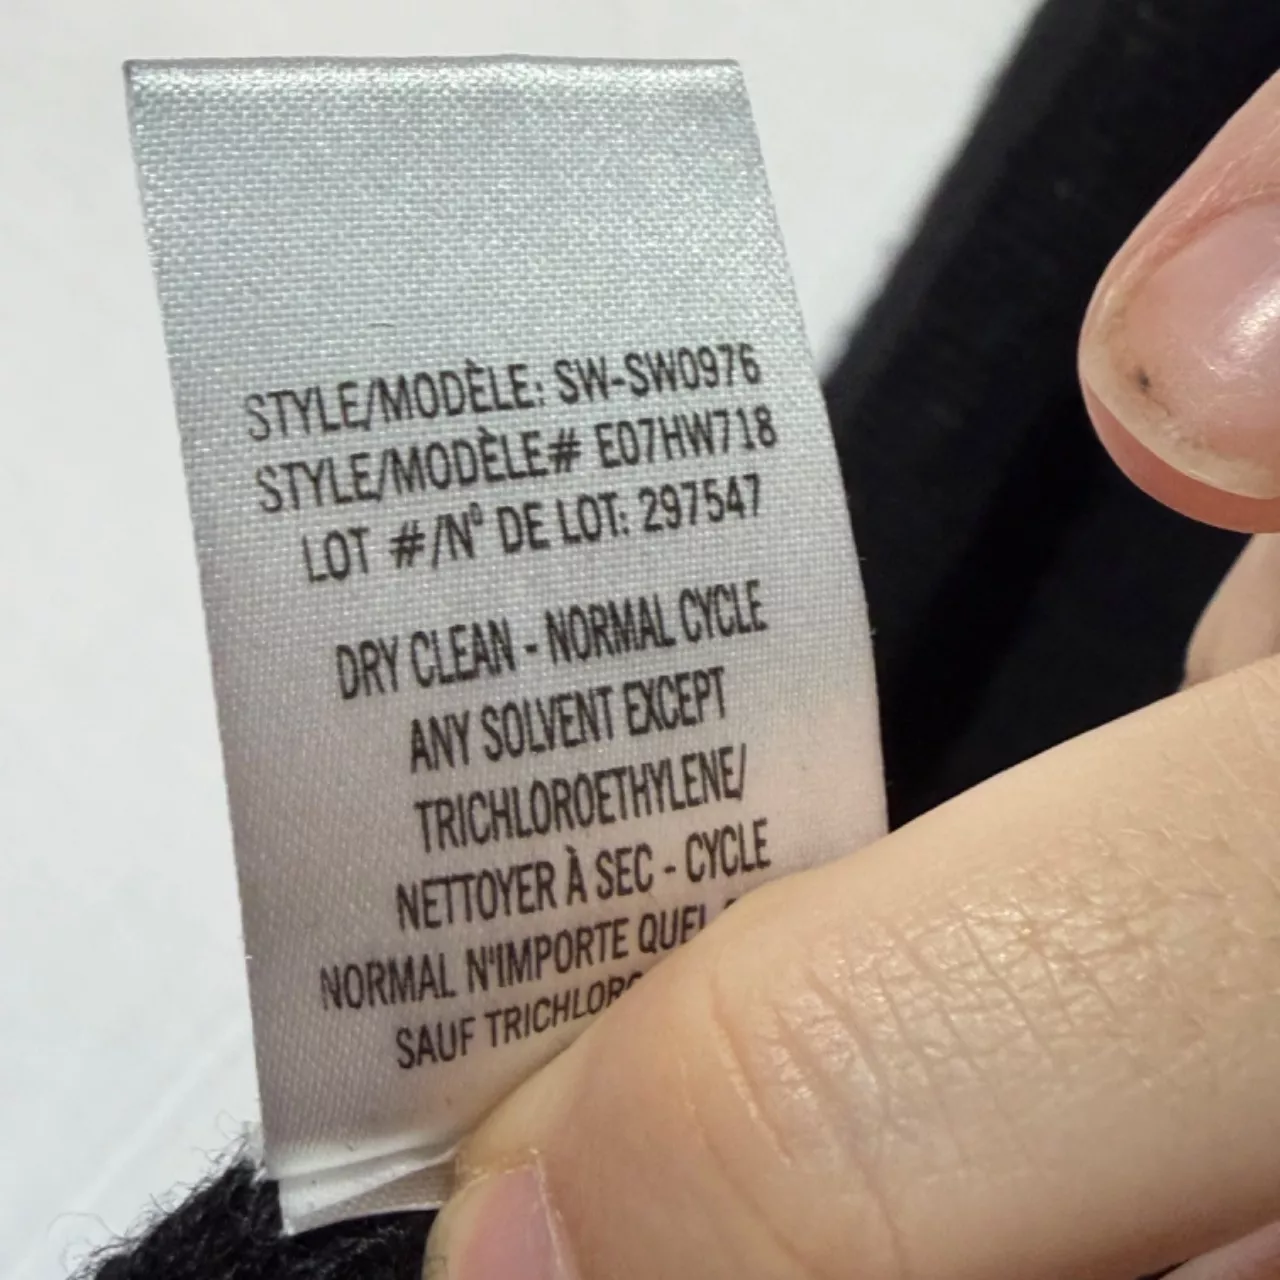 STYLE/MODÈLE: SW-SW0976
STYLE/MODÈLE# E07HW718
LOT #/Nº DE LOT: 297547
DRY CLEAN - NORMAL CYCLE
ANY SOLVENT EXCEPT
TRICHLOROETHYLENE/
NETTOYER À SEC - CYCLE
NORMAL N'IMPORTE QUEL
SAUF